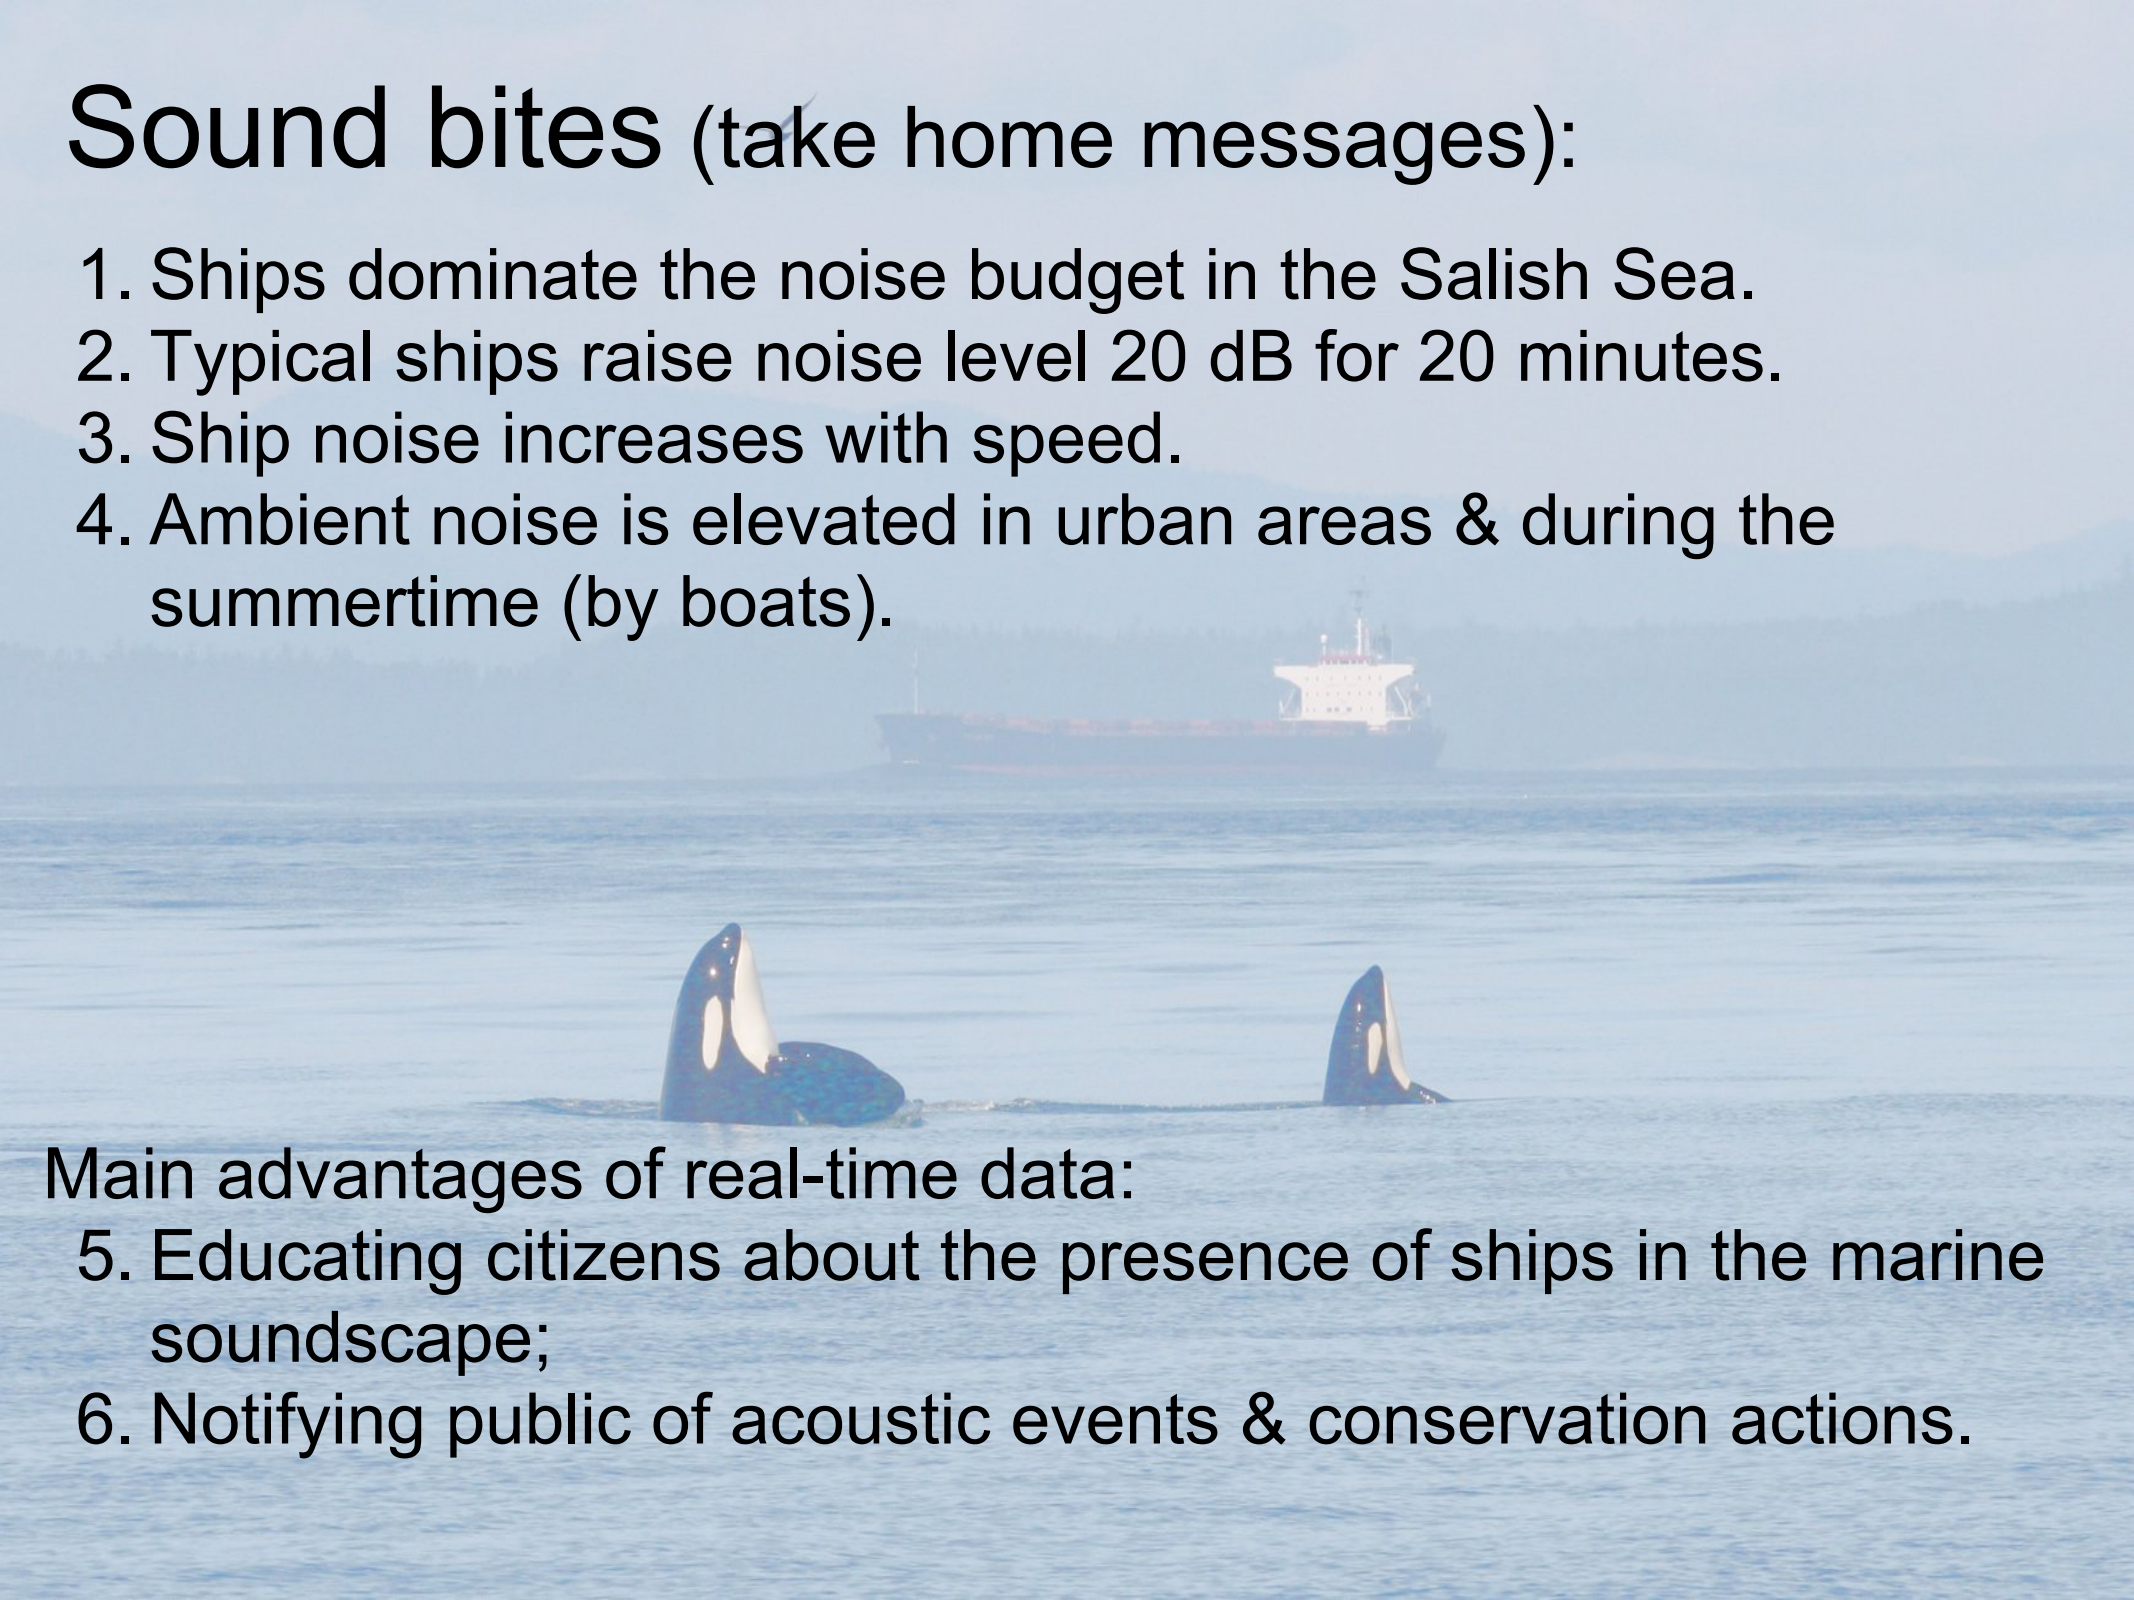 Sound bites (take home messages):
1. Ships dominate the noise budget in the Salish Sea.
2. Typical ships raise noise level 20 dB for 20 minutes.
3. Ship noise increases with speed.
4. Ambient noise is elevated in urban areas & during the
summertime (by boats).
Main advantages of real-time data:
5. Educating citizens about the presence of ships in the marine
soundscape;
6. Notifying public of acoustic events & conservation actions.